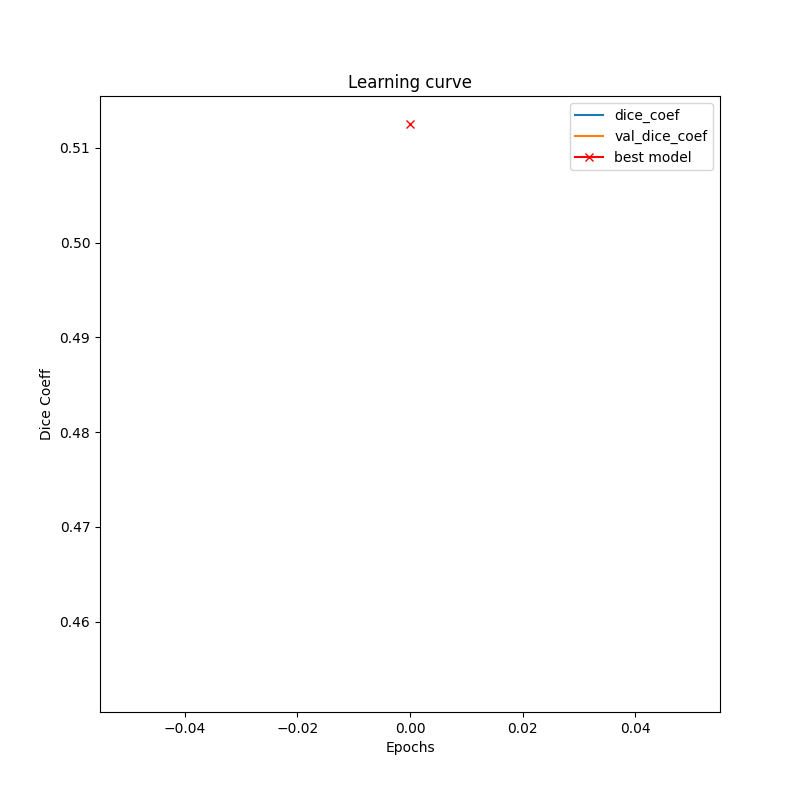 Learning curve
dice_coef
val_dice_coef
best model
0.51
0.50
0.49
0.48
0.47
0.46
Dice Coeff
−0.04
−0.02
0.00
0.02
0.04
Epochs